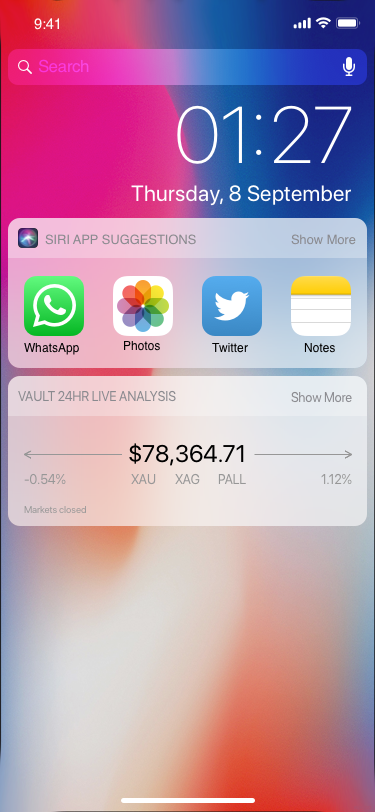 9:41
Search
01:27
Thursday, 8 September
SIRI APP SUGGESTIONS Show More
WhatsApp Photos Twitter Notes
VAULT 24HR LIVE ANALYSIS Show More
$78,364.71
-0.54% XAU XAG PALL 1.12%
Markets closed